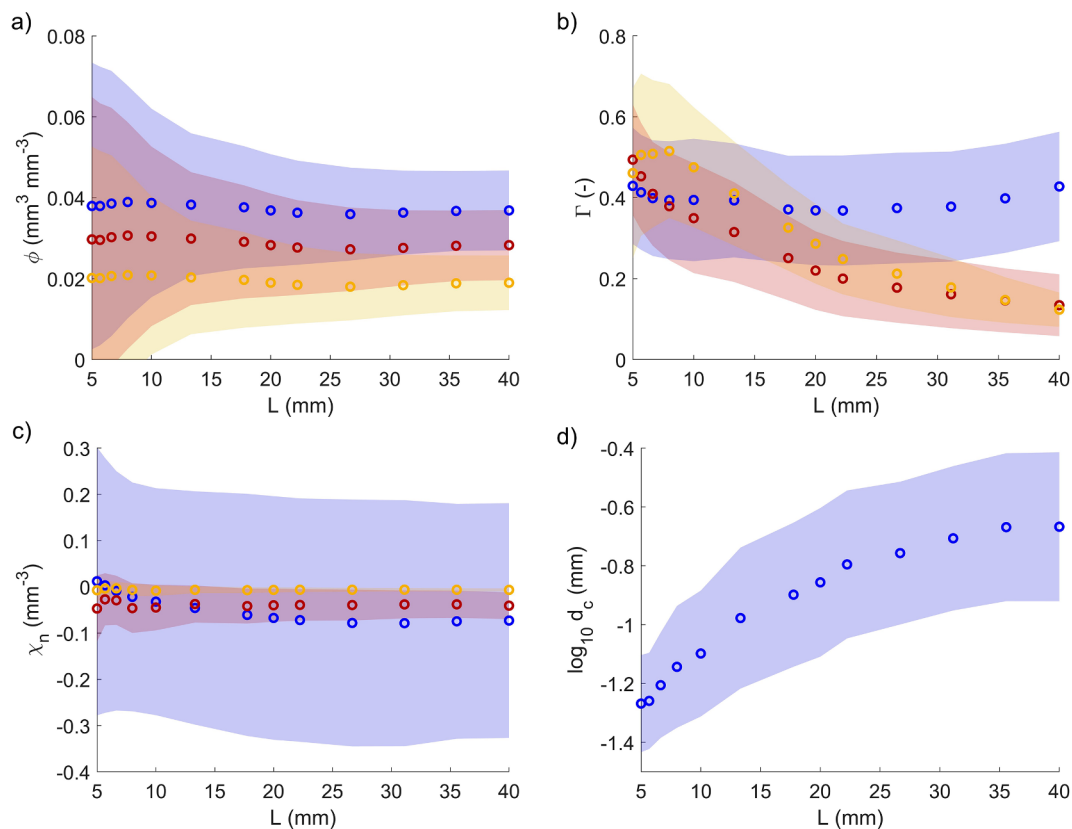 a)
0.08
0.06
0.04
0.02
0
ϕ (mm³ mm⁻³)
5 10 15 20 25 30 35 40
L (mm)
b)
0.8
0.6
0.4
0.2
0
Γ (-)
5 10 15 20 25 30 35 40
L (mm)
c)
0.3
0.2
0.1
0
-0.1
-0.2
-0.3
-0.4
χₙ (mm⁻³)
5 10 15 20 25 30 35 40
L (mm)
d)
-0.4
-0.6
-0.8
-1
-1.2
-1.4
log₁₀ d_c (mm)
5 10 15 20 25 30 35 40
L (mm)